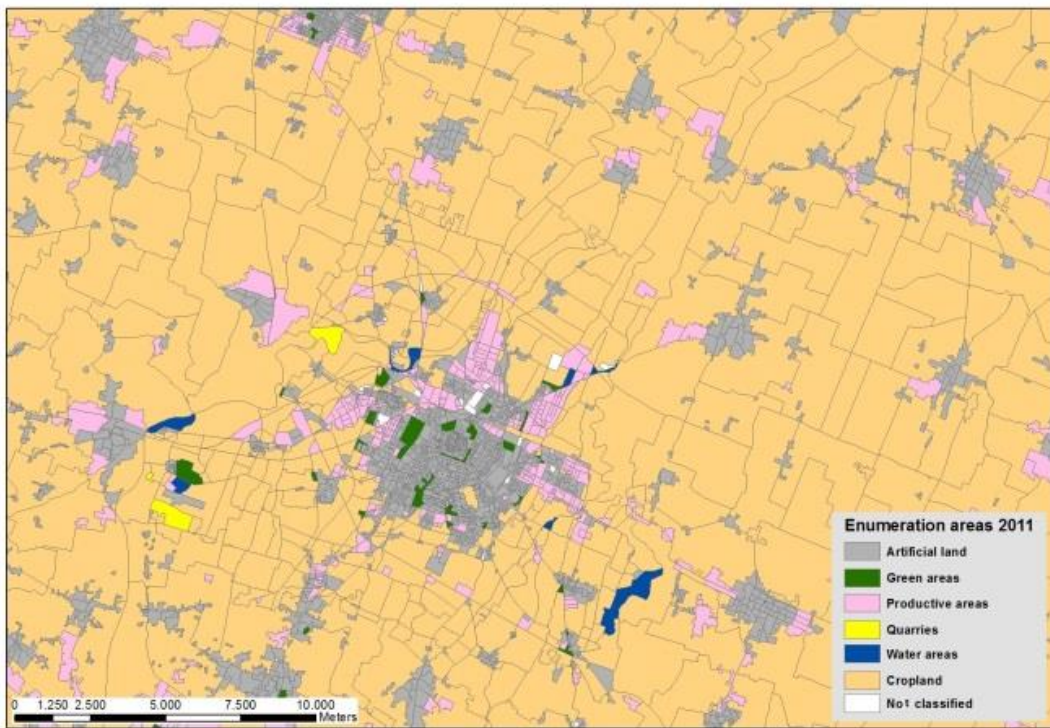 Enumeration areas 2011
Artificial land
Green areas
Productive areas
Quarries
Water areas
Cropland
Not classified
0 1.250 2.500 5.000 7.500 10.000
Meters